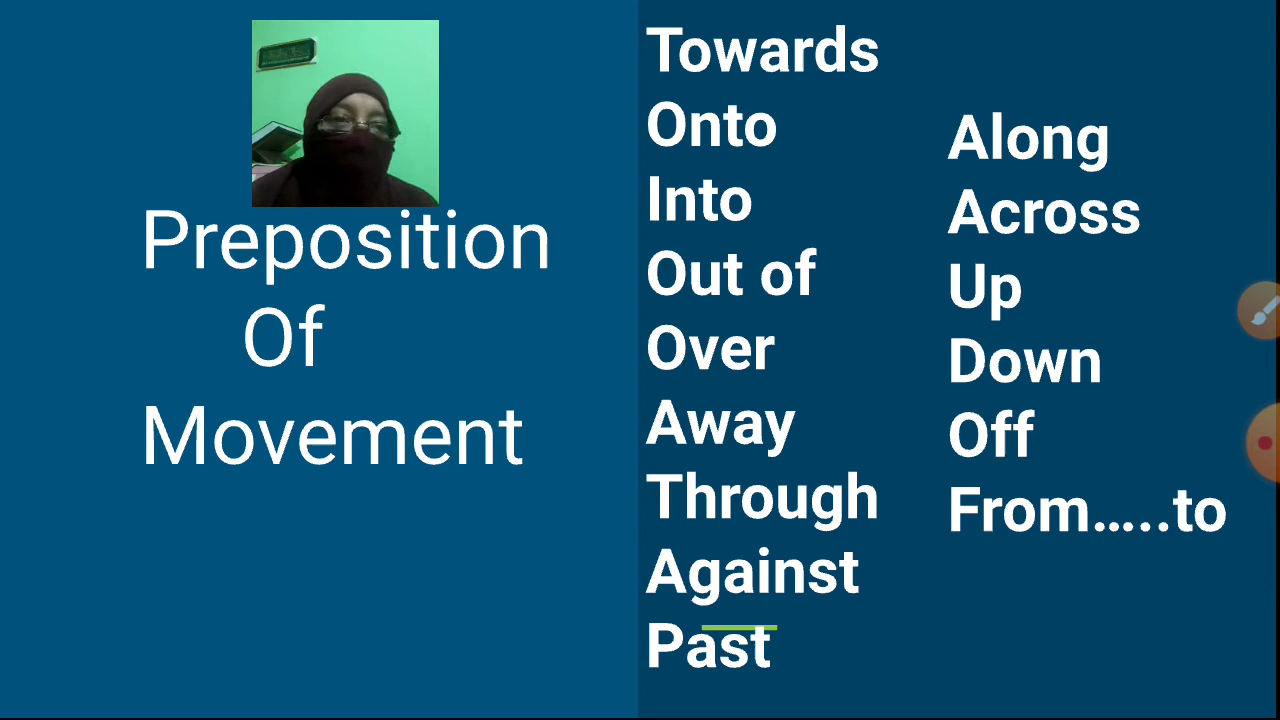 Preposition
Of
Movement
Towards
Onto
Into
Out of
Over
Away
Through
Against
Past
Along
Across
Up
Down
Off
From.....to